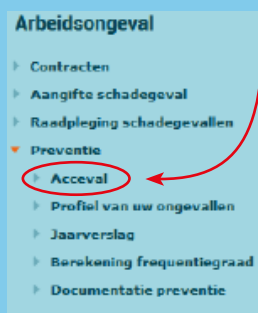 Arbeidsongeval
Contracten
Aangifte schadegeval
Raadpleging schadegevallen
Preventie
Acceval
Profiel van uw ongevallen
Jaarverslag
Berekening frequentiegraad
Documentatie preventie